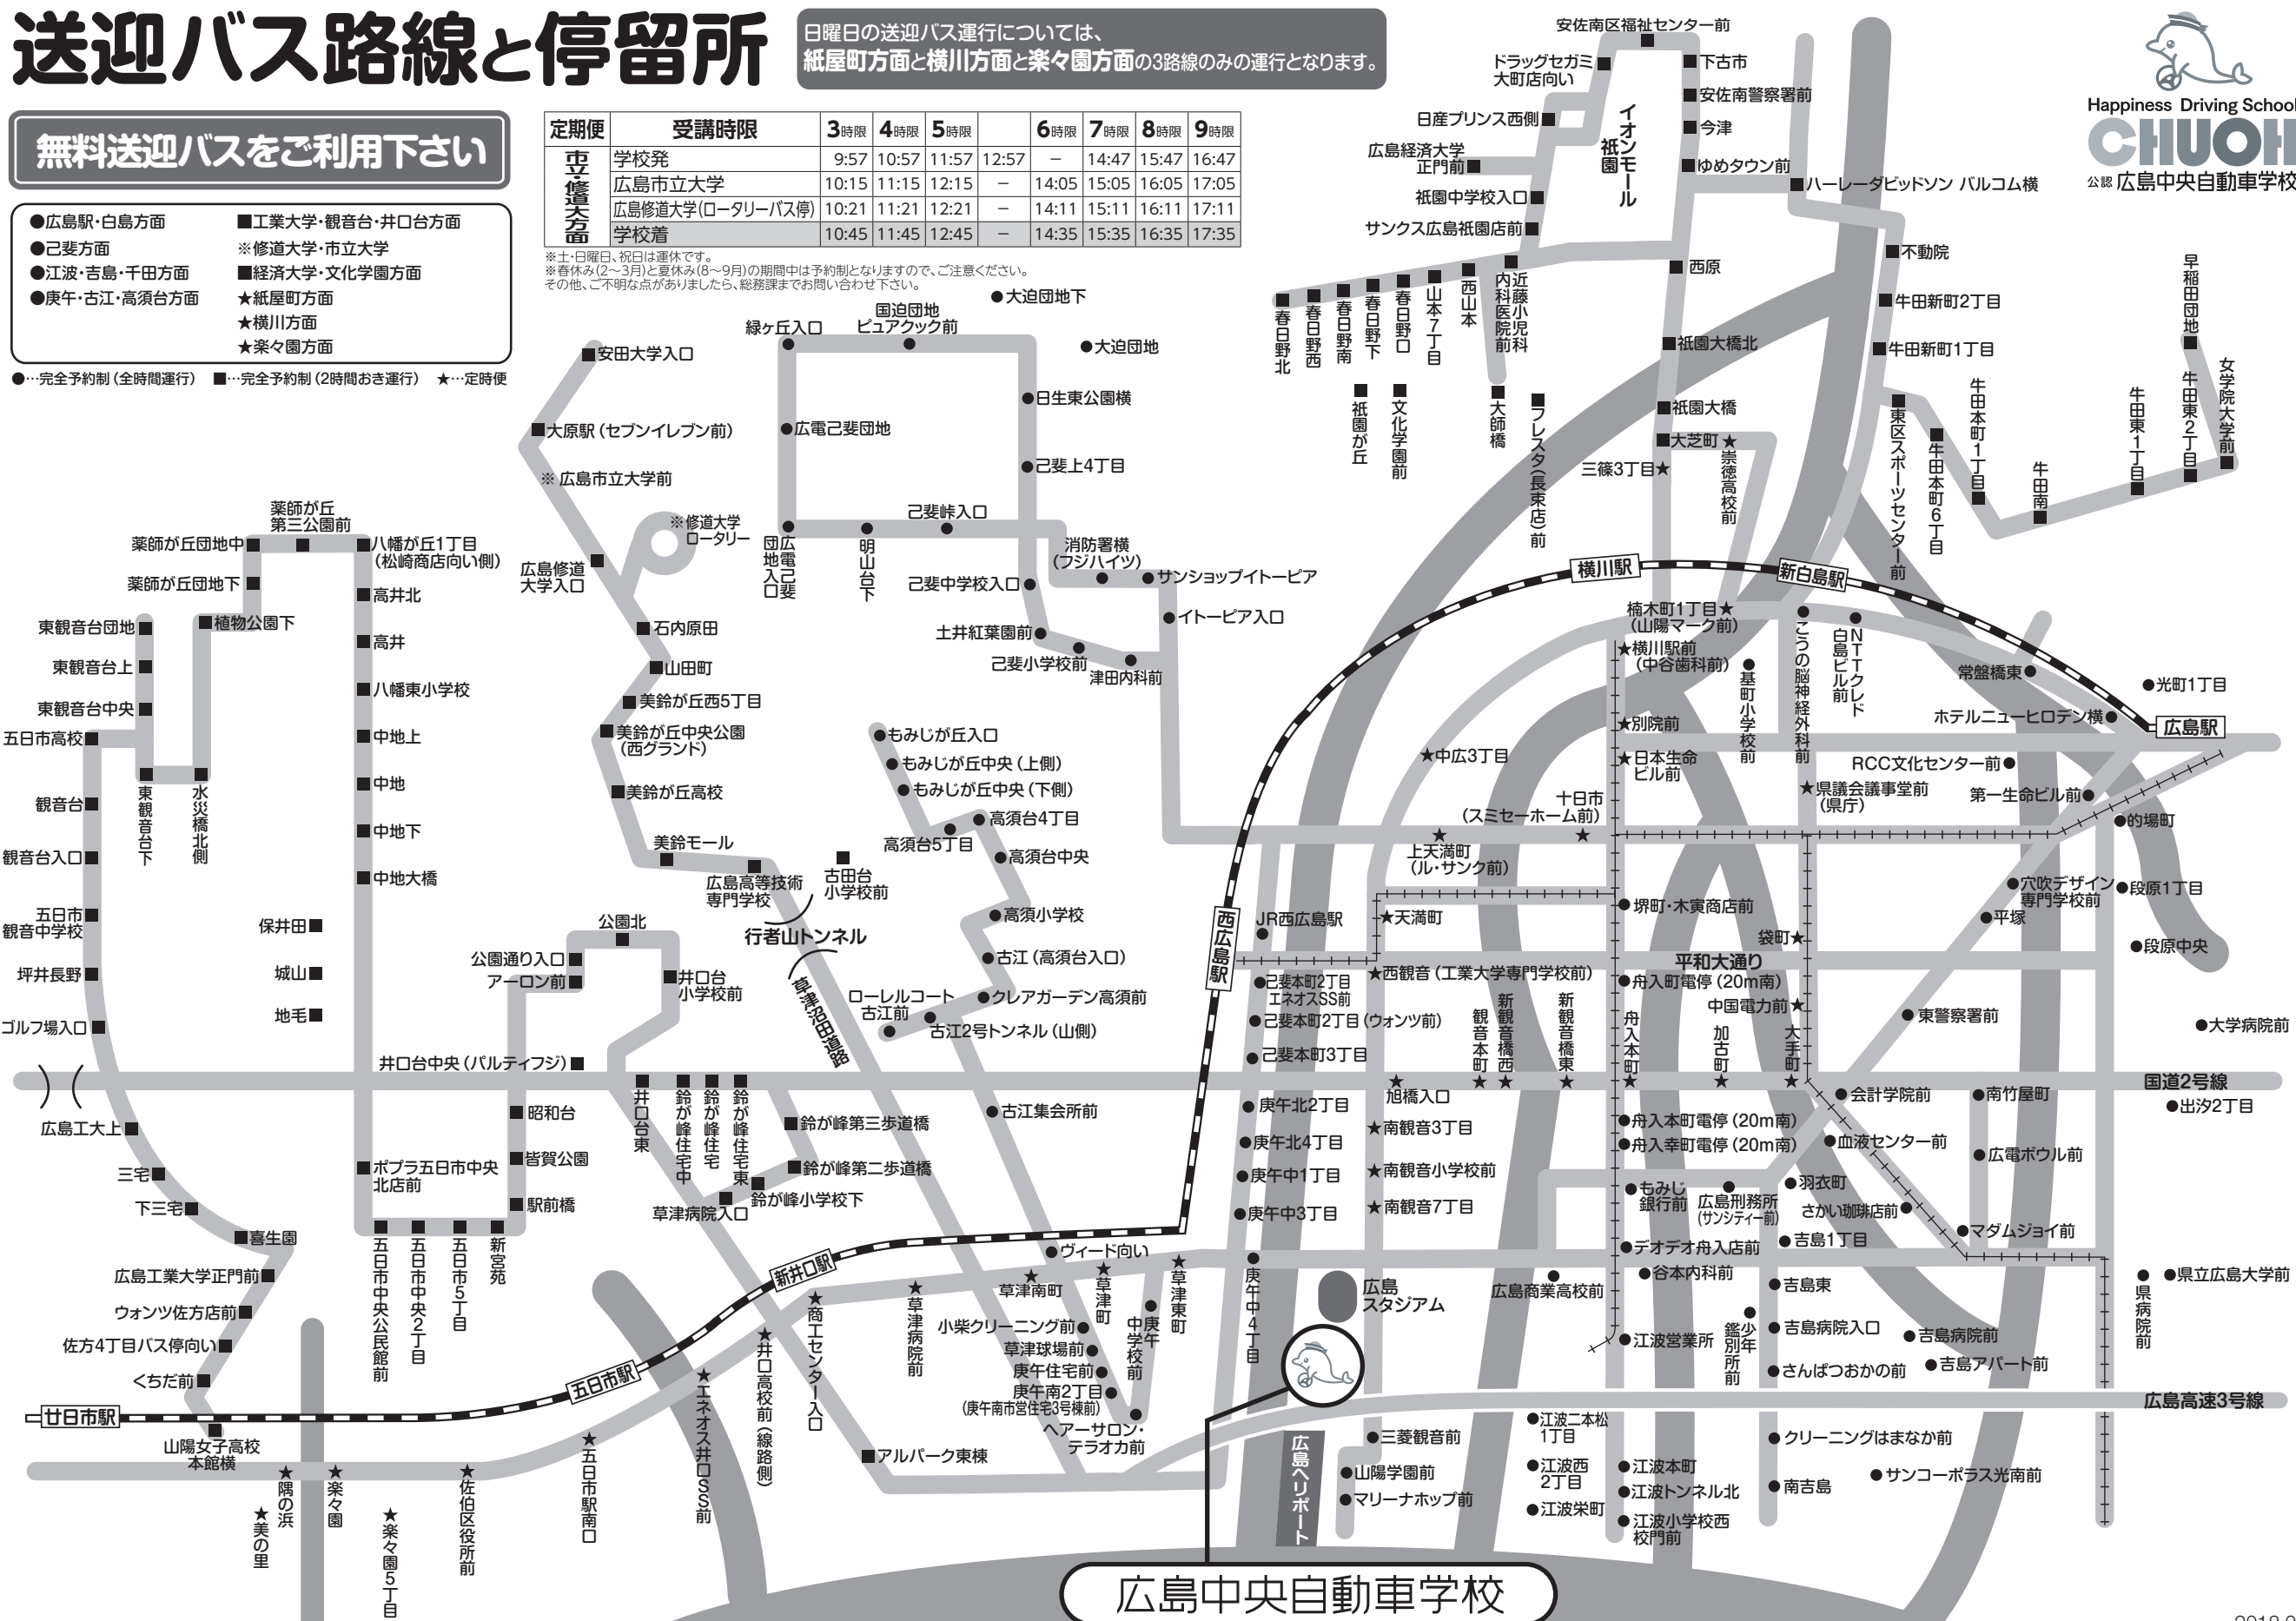 送迎バス路線と停留所
日曜日の送迎バス運行については、
紙屋町方面と横川方面と楽々園方面の3路線のみの運行となります。
Happiness Driving School
CHUOH
公認 広島中央自動車学校
無料送迎バスをご利用下さい
●広島駅・白島方面
●己斐方面
●江波・吉島・千田方面
●庚午・古江・高須台方面
■工業大学・観音台・井口台方面
※修道大学・市立大学
■経済大学・文化学園方面
★紙屋町方面
★横川方面
★楽々園方面
●…完全予約制（全時間運行） ■…完全予約制（2時間おき運行） ★…定時便
定期便 受講時限 3時限 4時限 5時限 6時限 7時限 8時限 9時限
市立・修道大方面
学校発 9:57 10:57 11:57 12:57 − 14:47 15:47 16:47
広島市立大学 10:15 11:15 12:15 − 14:05 15:05 16:05 17:05
広島修道大学(ロータリーバス停) 10:21 11:21 12:21 − 14:11 15:11 16:11 17:11
学校着 10:45 11:45 12:45 − 14:35 15:35 16:35 17:35
※土・日曜日、祝日は運休です。
※春休み(2〜3月)と夏休み(8〜9月)の期間中は予約制となりますので、ご注意ください。
その他、ご不明な点がありましたら、総務課までお問い合わせ下さい。
安佐南区福祉センター前
ドラッグセガミ
大町店向い
下古市
安佐南警察署前
今津
ゆめタウン前
イオンモール
祇園
日産プリンス西側
広島経済大学
正門前
祇園中学校入口
サンクス広島祇園店前
ハーレーダビッドソン バルコム横
不動院
牛田新町2丁目
牛田新町1丁目
西原
祇園大橋北
祇園大橋
大芝町★
三篠3丁目★
崇徳高校前
近藤小児科
内科医院前
西山本
山本7丁目
春日野口
春日野下
春日野南
春日野西
春日野北
祇園が丘
文化学園前
大師橋
フレスタ(長束店)前
東区スポーツセンター前
牛田本町6丁目
牛田本町1丁目
牛田南
牛田東1丁目
牛田東2丁目
早稲田団地
女学院大学前
大迫団地下
大迫団地
国迫団地
ピュアクック前
緑ヶ丘入口
日生東公園横
広電己斐団地
己斐上4丁目
己斐峠入口
広電己斐
団地入口
明山台下
消防署横
(フジハイツ)
サンショップイトーピア
己斐中学校入口
イトーピア入口
土井紅葉園前
己斐小学校前
津田内科前
安田大学入口
大原駅（セブンイレブン前）
※ 広島市立大学前
※修道大学
ロータリー
広島修道
大学入口
石内原田
山田町
美鈴が丘西5丁目
美鈴が丘中央公園
(西グランド)
美鈴が丘高校
美鈴モール
広島高等技術
専門学校
古田台
小学校前
行者山トンネル
草津沼田道路
もみじが丘入口
もみじが丘中央（上側）
もみじが丘中央（下側）
高須台4丁目
高須台5丁目
高須台中央
高須小学校
古江（高須台入口）
クレアガーデン高須前
ローレルコート
古江前
古江2号トンネル（山側）
古江集会所前
薬師が丘
第三公園前
薬師が丘団地中
薬師が丘団地下
八幡が丘1丁目
(松崎商店向い側)
高井北
高井
八幡東小学校
中地上
中地
中地下
中地大橋
植物公園下
東観音台団地
東観音台上
東観音台中央
五日市高校
東観音台下
水災橋北側
観音台
観音台入口
五日市
観音中学校
坪井長野
ゴルフ場入口
保井田
城山
地毛
公園北
公園通り入口
アーロン前
井口台
小学校前
井口台中央（パルティフジ）
昭和台
皆賀公園
駅前橋
井口台東
鈴が峰住宅中
鈴が峰住宅
鈴が峰住宅東
鈴が峰第三歩道橋
鈴が峰第二歩道橋
鈴が峰小学校下
草津病院入口
広島工大上
三宅
下三宅
喜生園
広島工業大学正門前
ウォンツ佐方店前
佐方4丁目バス停向い
くちだ前
廿日市駅
山陽女子高校
本館横
ポプラ五日市中央
北店前
五日市中央公民館前
五日市中央2丁目
五日市5丁目
新宮苑
五日市駅
新井口駅
★隅の浜
★美の里
★楽々園
★楽々園5丁目
★佐伯区役所前
★五日市駅南口
★エネオス井口SS前
★井口高校前（線路側）
★商工センター入口
★草津病院前
草津南町
★草津町
★草津東町
ヴィード向い
庚午
中学校前
小柴クリーニング前
草津球場前
庚午住宅前
庚午南2丁目
(庚午南市営住宅3号棟前)
ヘアーサロン・
テラオカ前
アルパーク東棟
横川駅
新白島駅
広島駅
西広島駅
楠木町1丁目★
(山陽マーク前)
★横川駅前
(中谷歯科前)
★別院前
★日本生命
ビル前
★中広3丁目
十日市
(スミセーホーム前)
上天満町
(ル・サンク前)
★天満町
基町小学校前
こうの脳神経外科前
NTTクレド
白島ビル前
常盤橋東
光町1丁目
ホテルニューヒロデン横
RCC文化センター前
★県議会議事堂前
(県庁)
第一生命ビル前
的場町
穴吹デザイン
専門学校前
段原1丁目
平塚
段原中央
堺町・木実商店前
袋町★
平和大通り
JR西広島駅
★西観音（工業大学専門学校前）
己斐本町2丁目
エネオスSS前
己斐本町2丁目(ウォンツ前)
己斐本町3丁目
舟入町電停（20m南）
中国電力前★
観音本町
新観音橋西
新観音橋東
舟入本町
加古町
大手町
東警察署前
大学病院前
国道2号線
旭橋入口
庚午北2丁目
庚午北4丁目
庚午中1丁目
庚午中3丁目
庚午中4丁目
★南観音3丁目
★南観音小学校前
★南観音7丁目
舟入本町電停（20m南）
舟入幸町電停（20m南）
会計学院前
南竹屋町
出汐2丁目
血液センター前
広電ボウル前
もみじ
銀行前
広島刑務所
(サンシティー前)
羽衣町
さかい珈琲店前
マダムジョイ前
デオデオ舟入店前
吉島1丁目
谷本内科前
広島商業高校前
広島
スタジアム
吉島東
少年
鑑別所前
吉島病院入口
吉島病院前
江波営業所
さんぱつおかの前
吉島アパート前
県病院前
県立広島大学前
広島高速3号線
三菱観音前
山陽学園前
マリーナホップ前
広島ヘリポート
江波二本松
1丁目
江波西
2丁目
江波栄町
江波本町
江波トンネル北
江波小学校西
校門前
クリーニングはまなか前
サンコーポラス光南前
南吉島
広島中央自動車学校